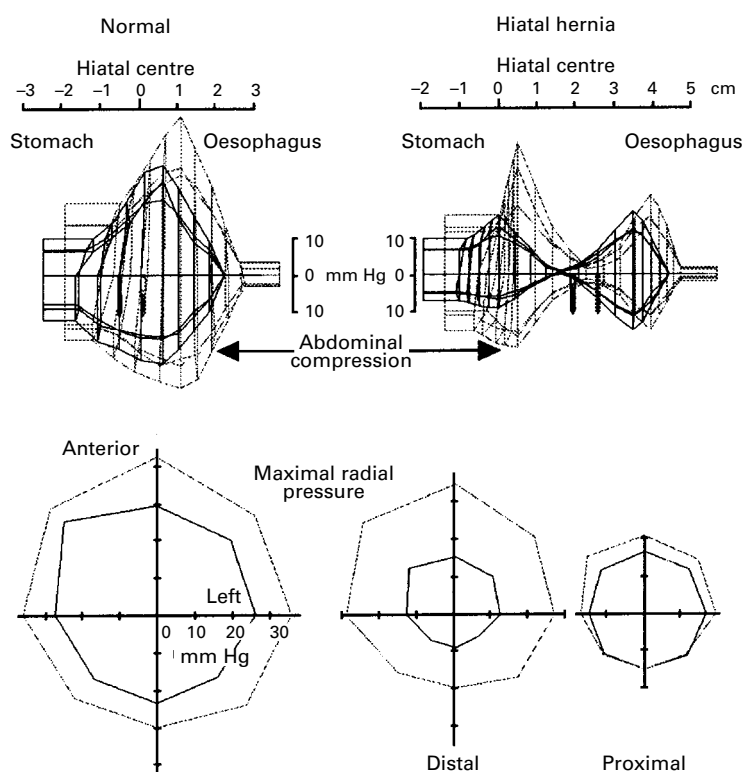 Normal
Hiatal hernia
Hiatal centre
–3 –2 –1 0 1 2 3
Hiatal centre
–2 –1 0 1 2 3 4 5 cm
Stomach
Oesophagus
Stomach
Oesophagus
10
0
10
mm Hg
10
0
10
Abdominal
compression
Anterior
Maximal radial
pressure
Left
0 10 20 30
mm Hg
Distal
Proximal